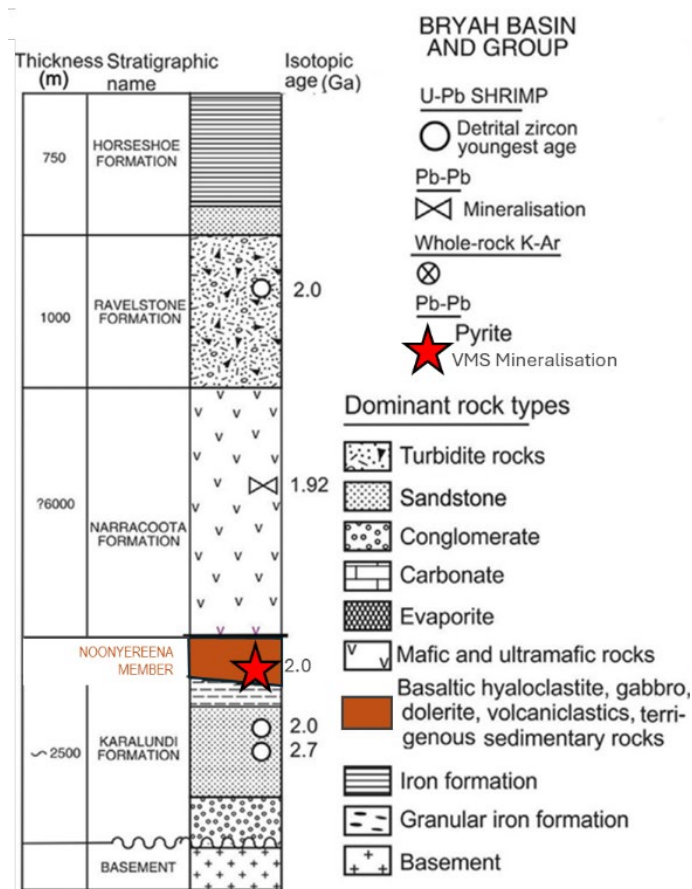 Thickness Stratigraphic Isotopic
(m) name age (Ga)
HORSESHOE
750 FORMATION
2.0
RAVELSTONE
1000 FORMATION
1.92
?6000
NARRACOOTA
FORMATION
NOONYEREENA
MEMBER
2.0
2.0
KARALUNDI
~ 2500 FORMATION
2.7
BASEMENT
BRYAH BASIN
AND GROUP
U-Pb SHRIMP
Detrital zircon
youngest age
Pb-Pb
Mineralisation
Whole-rock K-Ar
Pb-Pb
Pyrite
VMS Mineralisation
Dominant rock types
Turbidite rocks
Sandstone
Conglomerate
Carbonate
Evaporite
Mafic and ultramafic rocks
Basaltic hyaloclastite, gabbro,
dolerite, volcaniclastics, terri-
genous sedimentary rocks
Iron formation
Granular iron formation
Basement